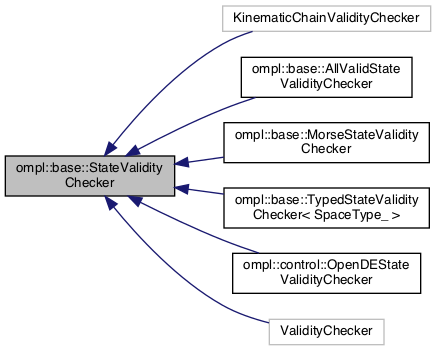 KinematicChainValidityChecker
ompl::base::AllValidState
ValidityChecker
ompl::base::MorseStateValidity
Checker
ompl::base::StateValidity
Checker
ompl::base::TypedStateValidity
Checker< SpaceType_ >
ompl::control::OpenDEState
ValidityChecker
ValidityChecker